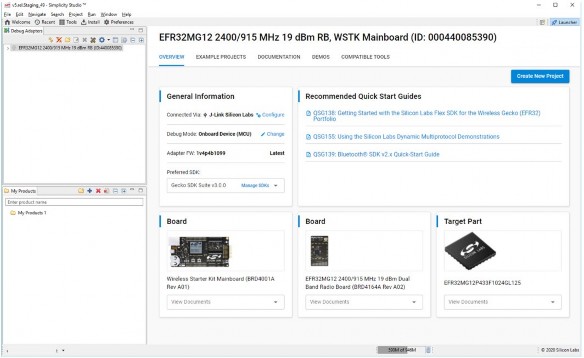 v5.xiStaging_49 - Simplicity Studio ™
File Edit Navigate Search Project Run Window Help
Welcome Recent Tools Install Preferences
Launcher
Debug Adapters
EFR32MG12 2400/915 MHz 19 dBm RB, WSTK Mainboard (ID: 000440085390)
EFR32MG12 2400/915 MHz 19 dBm RB (ID:440085390)
OVERVIEW EXAMPLE PROJECTS DOCUMENTATION DEMOS COMPATIBLE TOOLS
Create New Project
General Information
Connected Via: J-Link Silicon Labs Configure
Debug Mode: Onboard Device (MCU) Change
Adapter FW: 1v4p4b1099 Latest
Preferred SDK:
Gecko SDK Suite v3.0.0 Manage SDKs
Recommended Quick Start Guides
QSG138: Getting Started with the Silicon Labs Flex SDK for the Wireless Gecko (EFR32)
Portfolio
QSG155: Using the Silicon Labs Dynamic Multiprotocol Demonstrations
QSG139: Bluetooth® SDK v2.x Quick-Start Guide
My Products
Enter product name
My Products 1
Board
Wireless Starter Kit Mainboard (BRD4001A
Rev A01)
View Documents
Board
EFR32MG12 2400/915 MHz 19 dBm Dual
Band Radio Board (BRD4164A Rev A02)
View Documents
Target Part
EFR32MG12P433F1024GL125
View Documents
© 2020 Silicon Labs